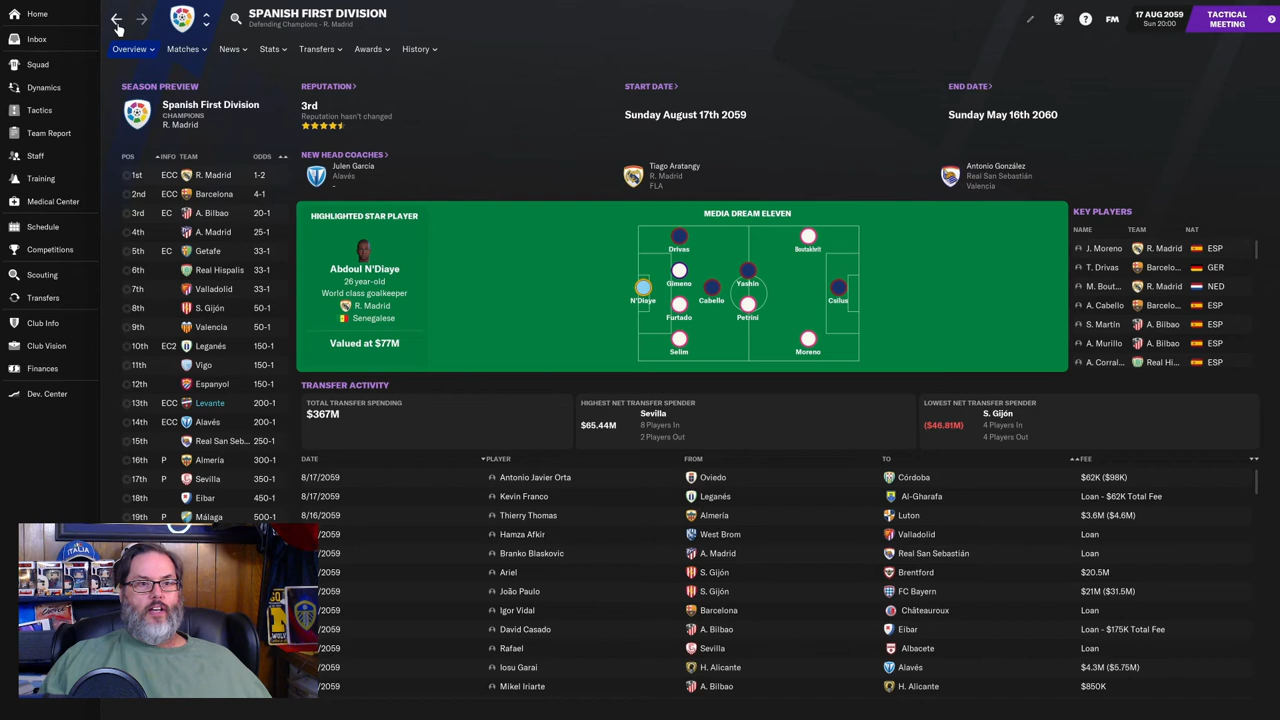 Home
SPANISH FIRST DIVISION
Defending Champions - R. Madrid
FM
17 AUG 2059
Sun 20:00
TACTICAL
MEETING
Inbox
Squad
Dynamics
Tactics
Team Report
Staff
Training
Medical Center
Schedule
Competitions
Scouting
Transfers
Club Info
Club Vision
Finances
Dev. Center
Overview
Matches
News
Stats
Transfers
Awards
History
SEASON PREVIEW
Spanish First Division
CHAMPIONS
R. Madrid
POS INFO TEAM ODDS
1st ECC R. Madrid 1-2
2nd ECC Barcelona 4-1
3rd EC A. Bilbao 20-1
4th A. Madrid 25-1
5th EC Getafe 33-1
6th Real Hispalis 33-1
7th Valladolid 33-1
8th S. Gijón 50-1
9th Valencia 50-1
10th EC2 Leganés 150-1
11th Vigo 150-1
12th Espanyol 150-1
13th ECC Levante 200-1
14th ECC Alavés 200-1
15th Real San Seb... 250-1
16th P Almería 300-1
17th P Sevilla 350-1
18th Eibar 450-1
19th P Málaga 500-1
REPUTATION
3rd
Reputation hasn't changed
START DATE
Sunday August 17th 2059
END DATE
Sunday May 16th 2060
NEW HEAD COACHES
Julen García
Alavés
-
Tiago Aratangy
R. Madrid
FLA
Antonio González
Real San Sebastián
Valencia
HIGHLIGHTED STAR PLAYER
Abdoul N'Diaye
26 year-old
World class goalkeeper
R. Madrid
Senegalese
Valued at $77M
MEDIA DREAM ELEVEN
Drivas
Boutakhrit
Gimeno
Yashin
N'Diaye
Cabello
Csilus
Furtado
Petrini
Selim
Moreno
KEY PLAYERS
NAME TEAM NAT
J. Moreno R. Madrid ESP
T. Drivas Barcelo... GER
M. Bout... R. Madrid NED
A. Cabello Barcelo... ESP
S. Martín A. Bilbao ESP
A. Murillo A. Bilbao ESP
A. Corral... Real Hi... ESP
TRANSFER ACTIVITY
TOTAL TRANSFER SPENDING
$367M
HIGHEST NET TRANSFER SPENDER
Sevilla
$65.44M
8 Players In
2 Players Out
LOWEST NET TRANSFER SPENDER
S. Gijón
($46.81M)
4 Players In
4 Players Out
DATE PLAYER FROM TO FEE
8/17/2059 Antonio Javier Orta Oviedo Córdoba $62K ($98K)
8/17/2059 Kevin Franco Leganés Al-Gharafa Loan - $62K Total Fee
8/16/2059 Thierry Thomas Almería Luton $3.6M ($4.6M)
/2059 Hamza Afkir West Brom Valladolid Loan
/2059 Branko Blaskovic A. Madrid Real San Sebastián Loan
/2059 Ariel S. Gijón Brentford $20.5M
/2059 João Paulo S. Gijón FC Bayern $21M ($31.5M)
/2059 Igor Vidal Barcelona Châteauroux Loan
/2059 David Casado A. Bilbao Eibar Loan - $175K Total Fee
/2059 Rafael Sevilla Albacete Loan
/2059 Iosu Garai H. Alicante Alavés $4.3M ($5.75M)
/2059 Mikel Iriarte A. Bilbao H. Alicante $850K
ITALIA